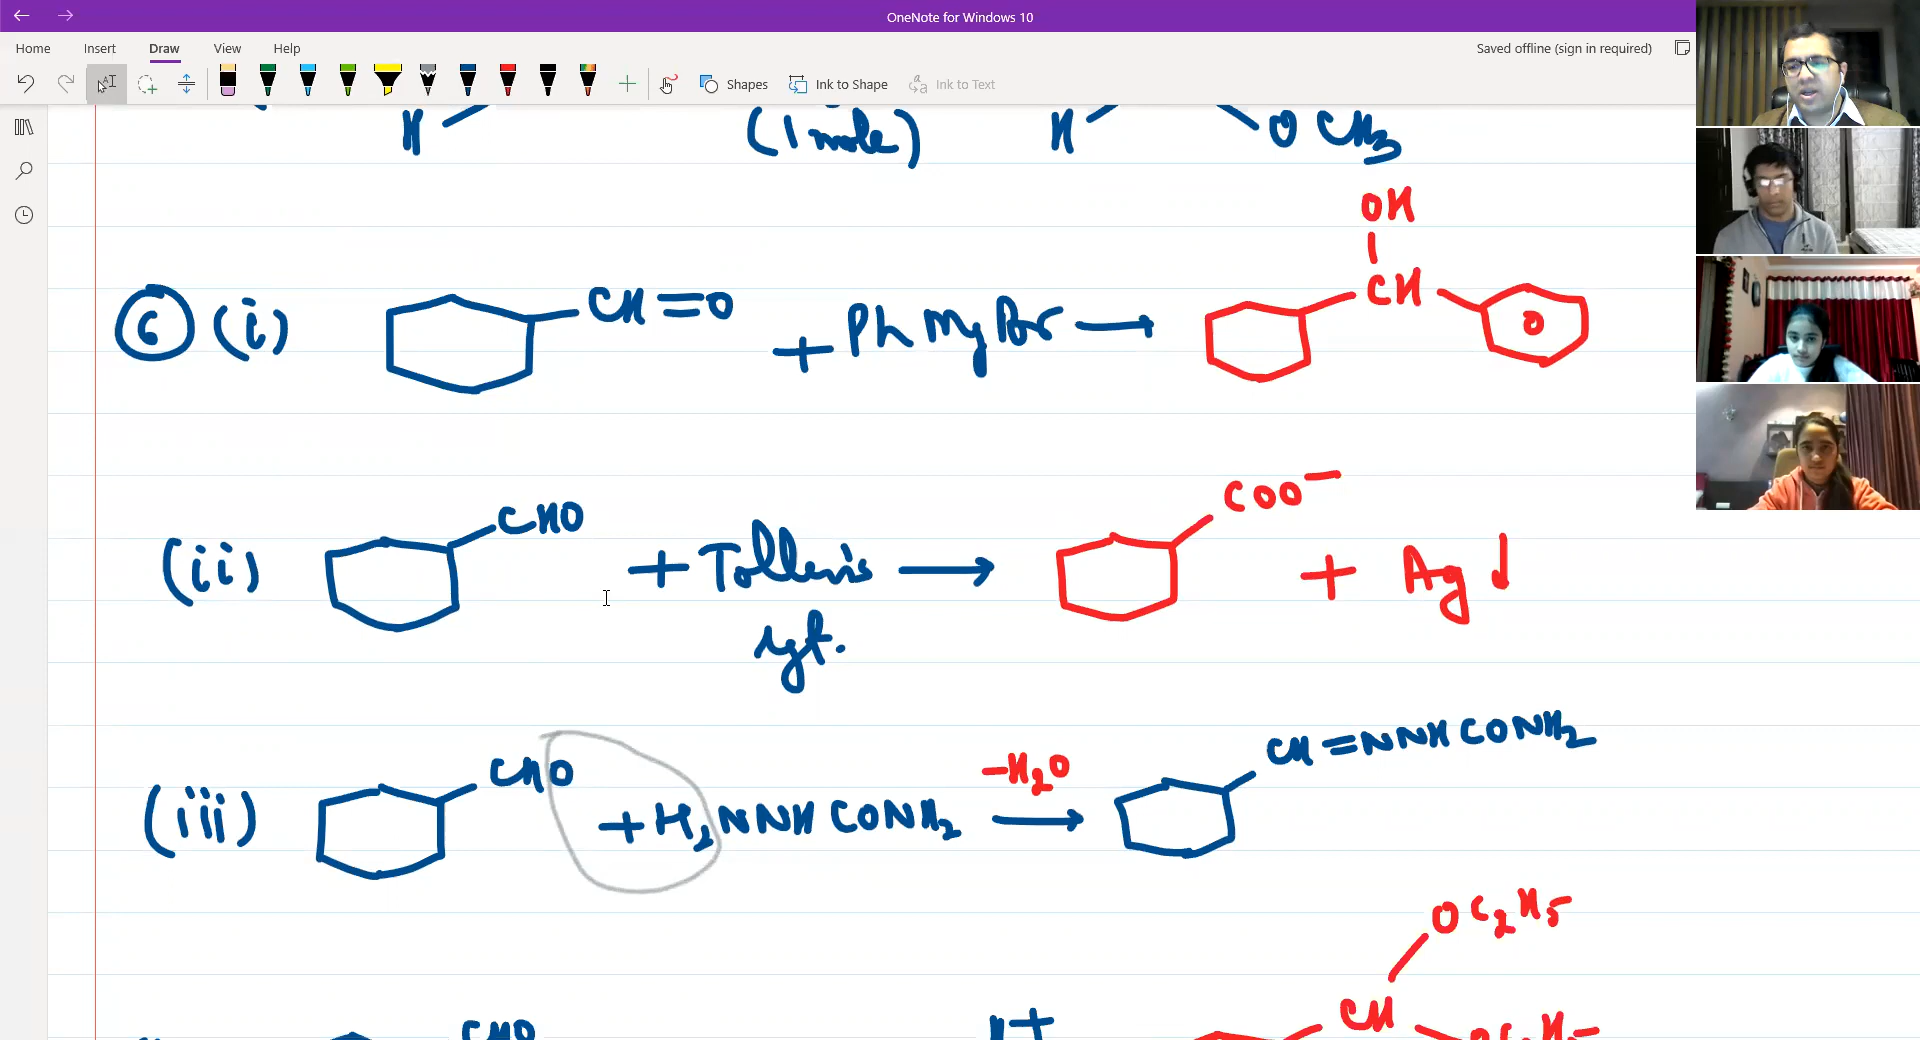 OneNote for Windows 10
Home Insert Draw View Help
Saved offline (sign in required)
Shapes Ink to Shape Ink to Text
H (1 mole) H OCH3
OH
6 (i) CH=O + PhMgBr → CH
(ii) CHO + Tollen's → COO⁻ + Ag↓
rgt.
(iii) CHO + H2NNHCONH2 -H2O → CH=NNHCONH2
OC2H5
CHO H+ CH
OC2H5